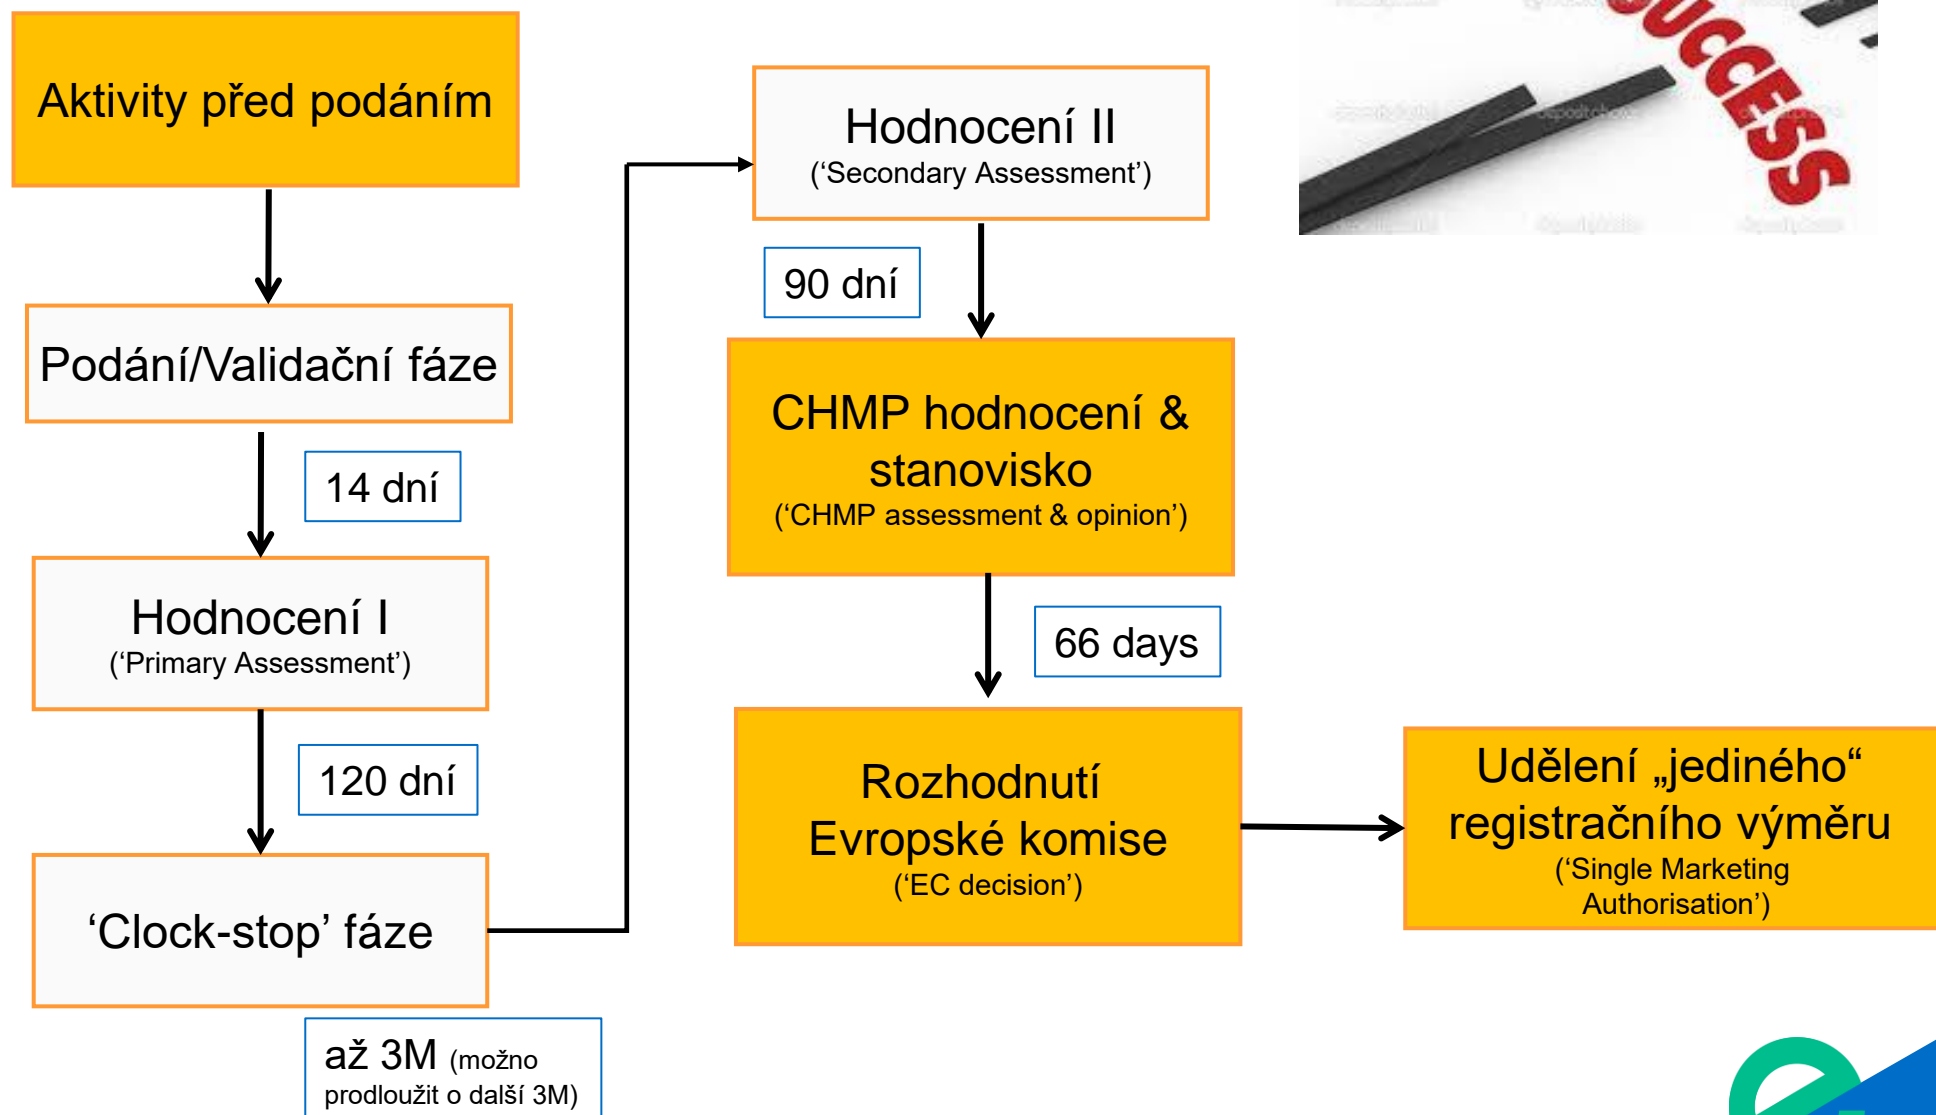 Aktivity před podáním
Podání/Validační fáze
14 dní
Hodnocení I
(‘Primary Assessment’)
120 dní
‘Clock-stop’ fáze
až 3M (možno
prodloužit o další 3M)
Hodnocení II
(‘Secondary Assessment’)
90 dní
CHMP hodnocení &
stanovisko
(‘CHMP assessment & opinion’)
66 days
Rozhodnutí
Evropské komise
(‘EC decision’)
Udělení „jediného“
registračního výměru
(‘Single Marketing
Authorisation’)
SUCCESS